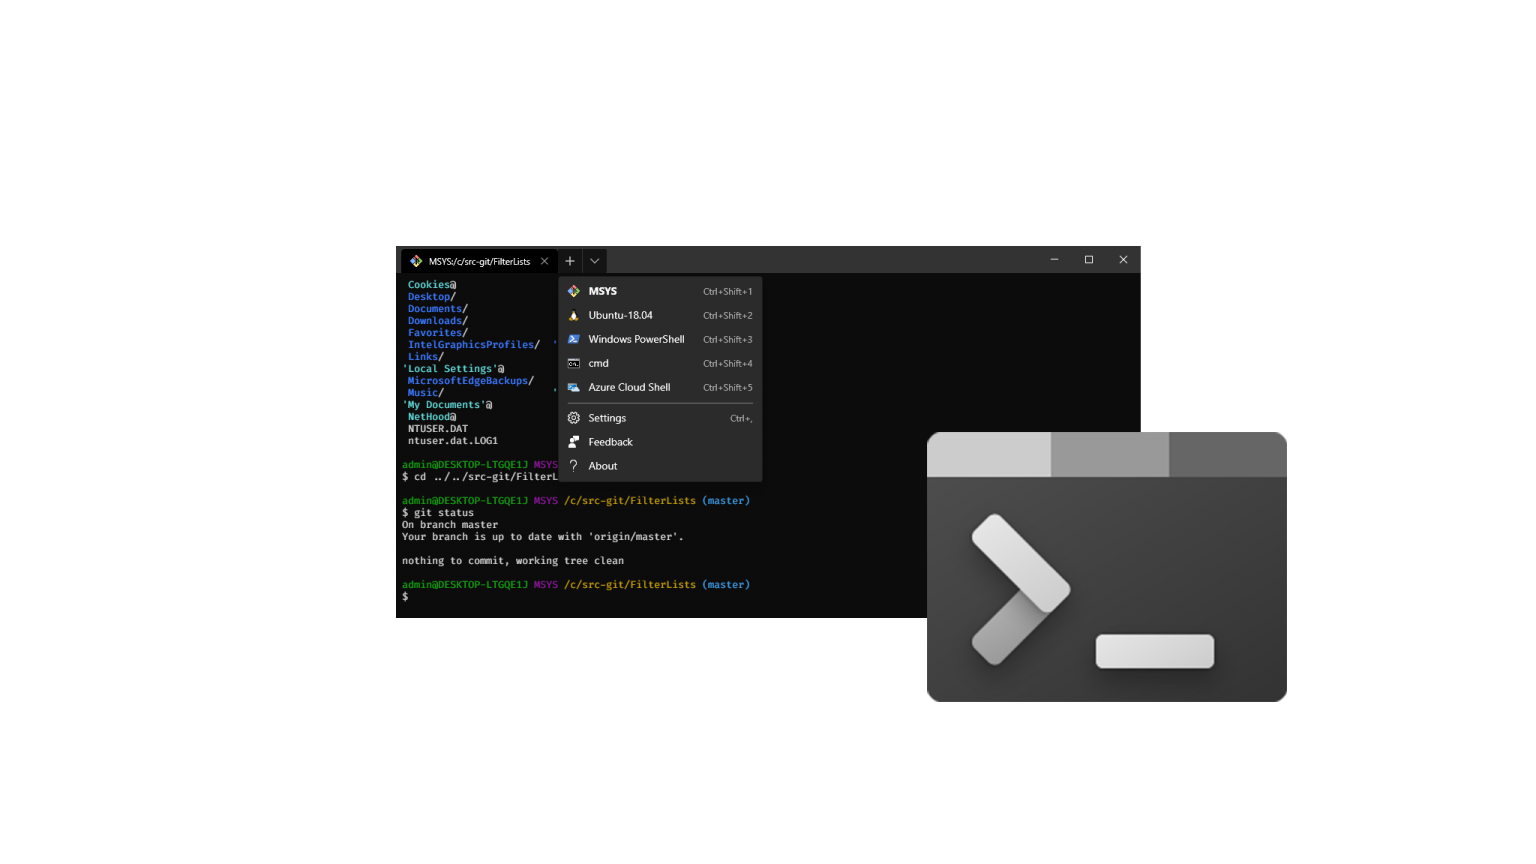 MSYS:/c/src-git/FilterLists
Cookies@
Desktop/
Documents/
Downloads/
Favorites/
IntelGraphicsProfiles/ '
Links/
'Local Settings'@
MicrosoftEdgeBackups/
Music/ '
'My Documents'@
NetHood@
NTUSER.DAT
ntuser.dat.LOG1
MSYS Ctrl+Shift+1
Ubuntu-18.04 Ctrl+Shift+2
Windows PowerShell Ctrl+Shift+3
cmd Ctrl+Shift+4
Azure Cloud Shell Ctrl+Shift+5
Settings Ctrl+,
Feedback
? About
admin@DESKTOP-LTGQE1J MSYS
$ cd ../../src-git/FilterL
admin@DESKTOP-LTGQE1J MSYS /c/src-git/FilterLists (master)
$ git status
On branch master
Your branch is up to date with 'origin/master'.
nothing to commit, working tree clean
admin@DESKTOP-LTGQE1J MSYS /c/src-git/FilterLists (master)
$